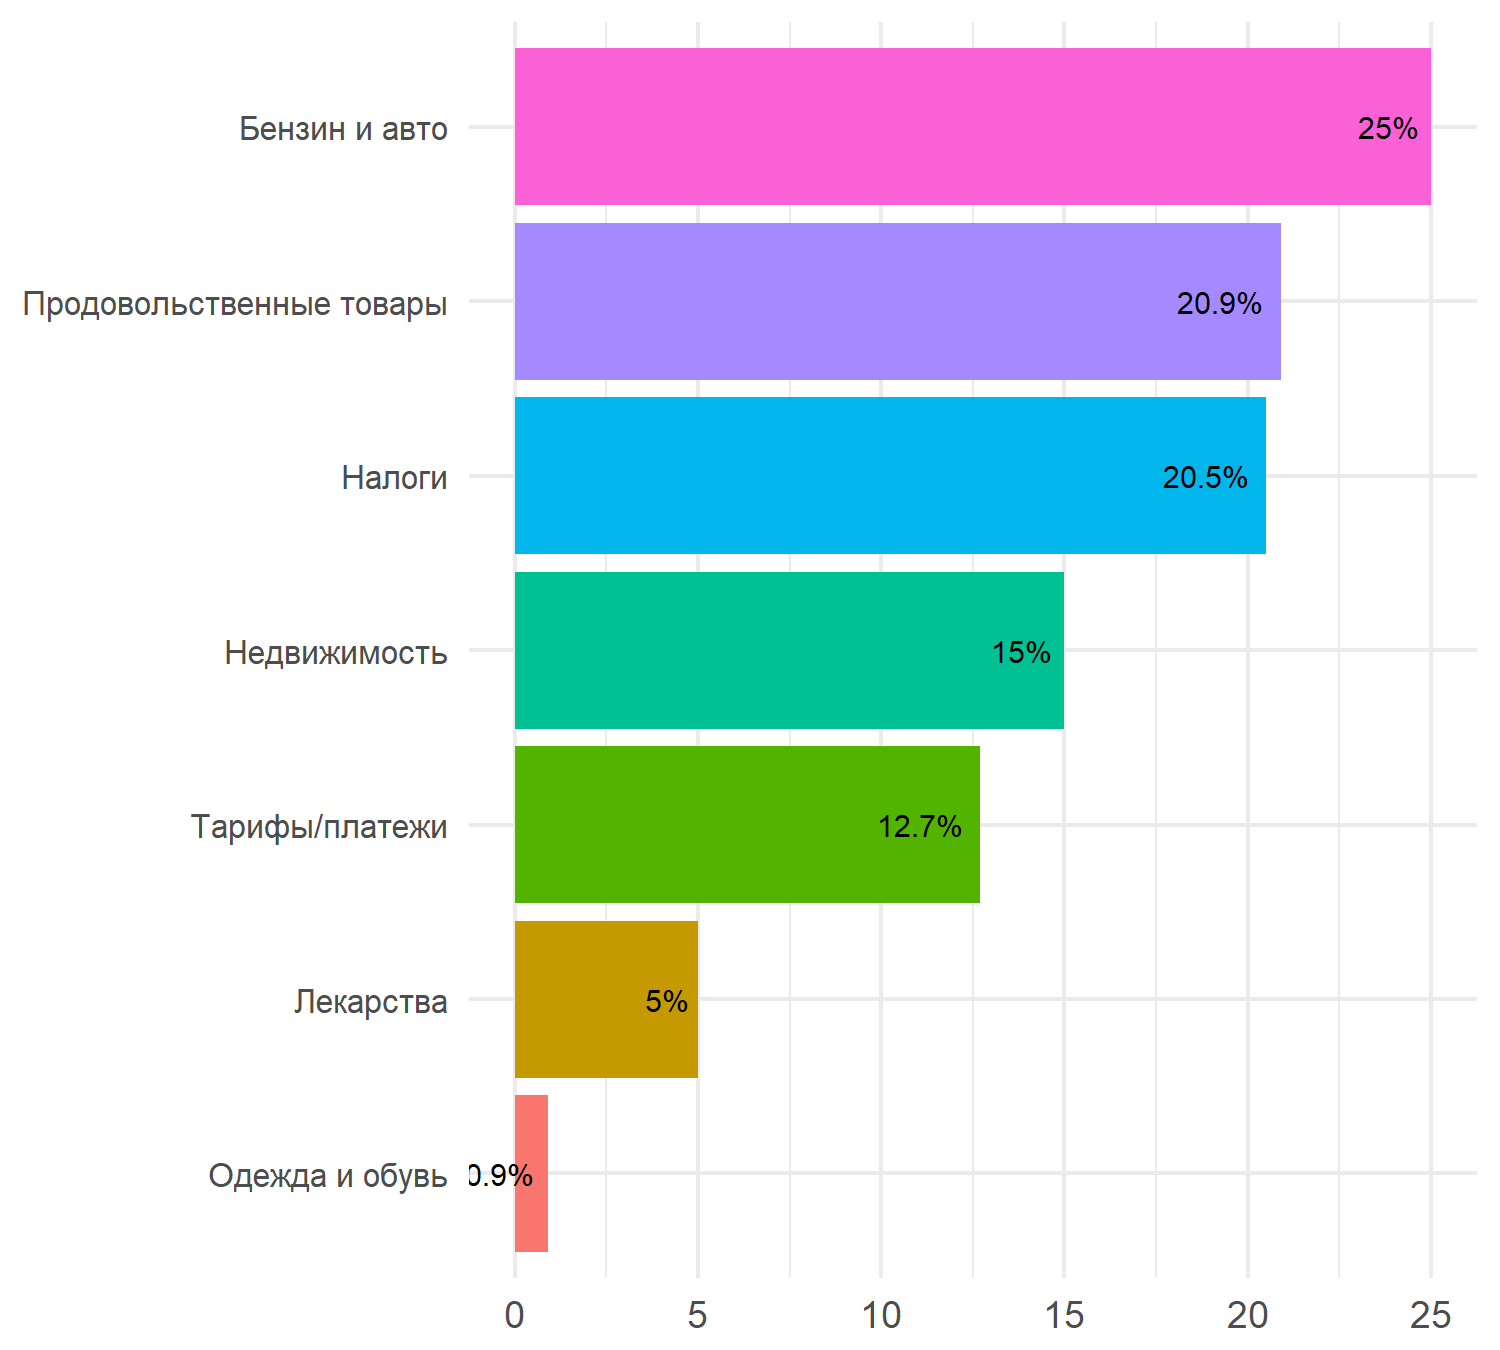 Бензин и авто
25%
Продовольственные товары
20.9%
Налоги
20.5%
Недвижимость
15%
Тарифы/платежи
12.7%
Лекарства
5%
Одежда и обувь
0.9%
0 5 10 15 20 25